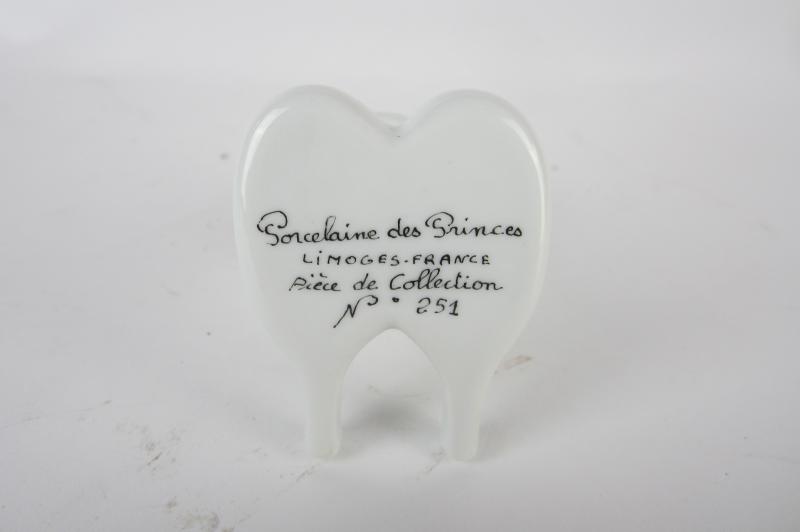 Porcelaine des Princes
LIMOGES-FRANCE
Pièce de Collection
N° 251